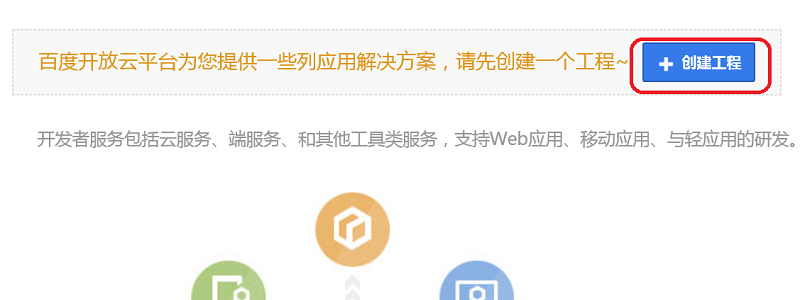 百度开放云平台为您提供一些列应用解决方案，请先创建一个工程~ + 创建工程
开发者服务包括云服务、端服务、和其他工具类服务，支持Web应用、移动应用、与轻应用的研发。